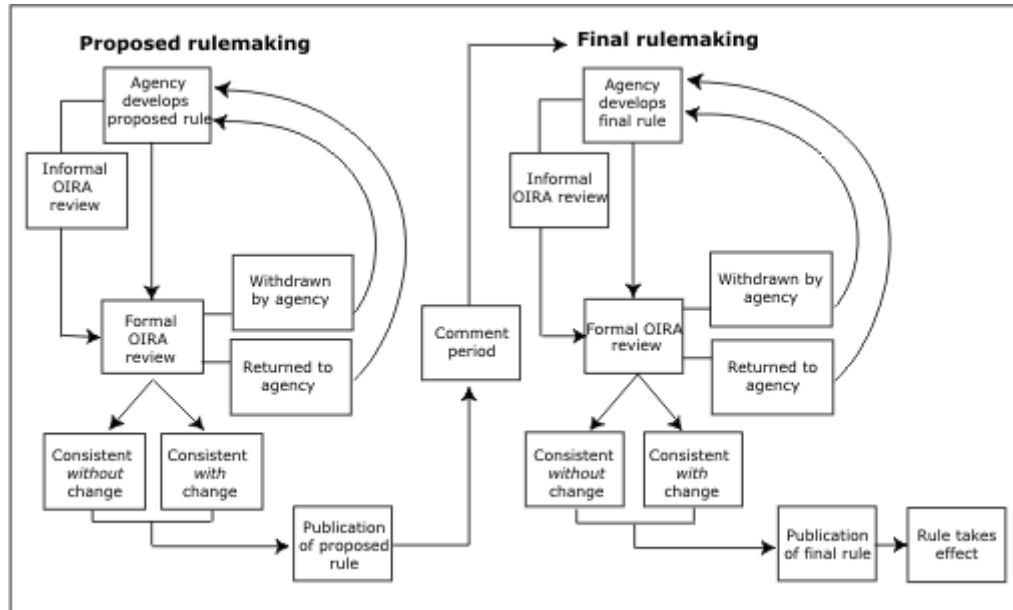 Proposed rulemaking
Agency
develops
proposed rule
Informal
OIRA
review
Withdrawn
by agency
Formal
OIRA
review
Returned to
agency
Consistent
without
change
Consistent
with
change
Publication
of proposed
rule
Comment
period
Final rulemaking
Agency
develops
final rule
Informal
OIRA review
Withdrawn by
agency
Formal OIRA
review
Returned to
agency
Consistent
without
change
Consistent
with
change
Publication
of final rule
Rule takes
effect